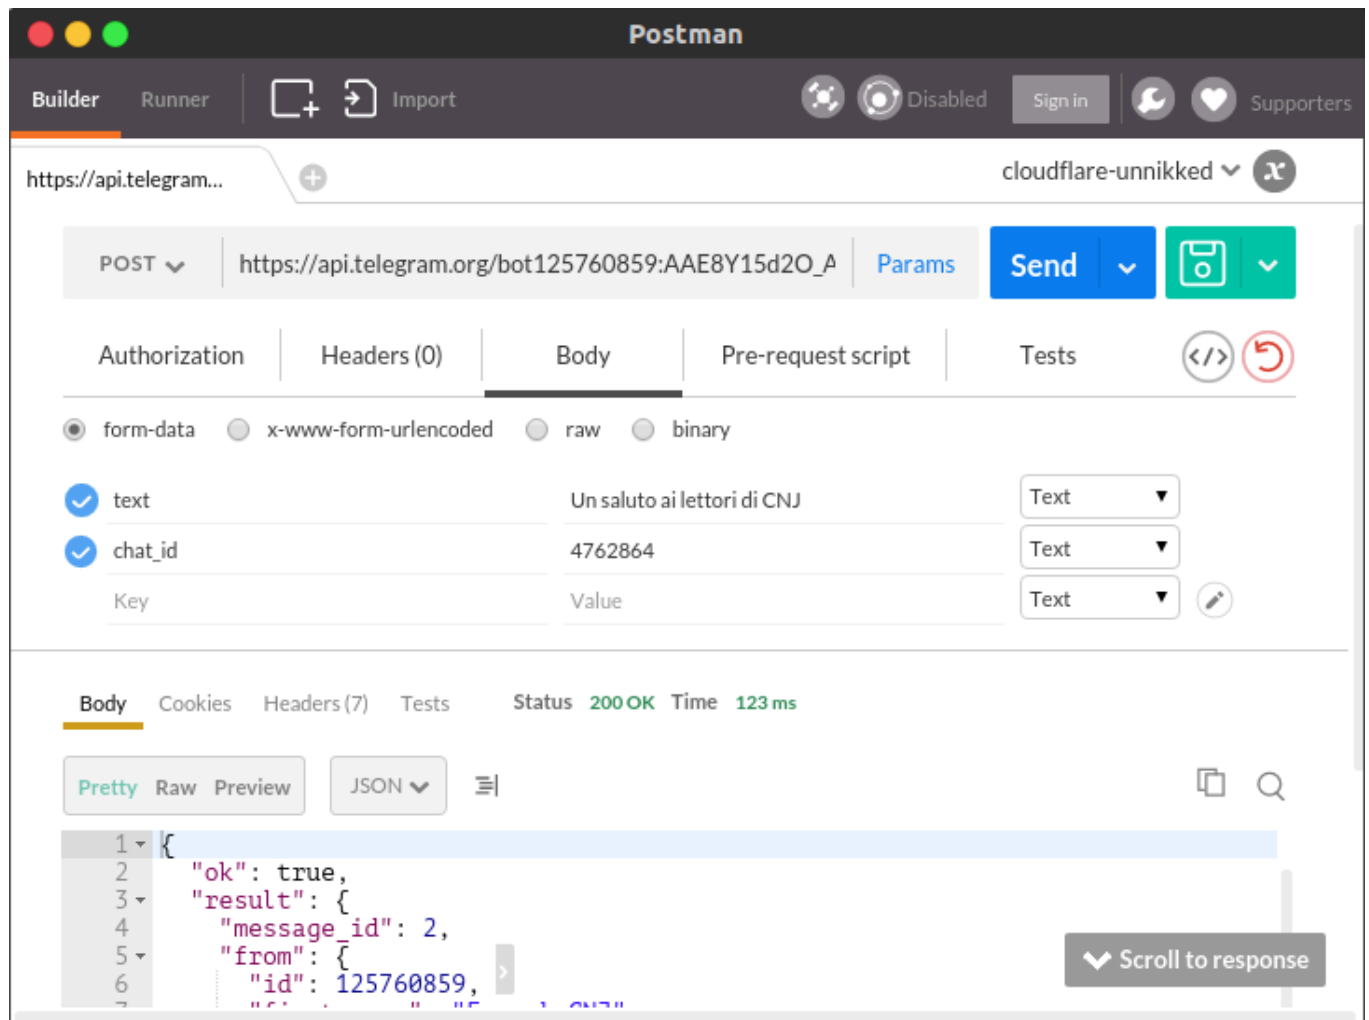 Postman
Builder Runner Import Disabled Sign in Supporters
https://api.telegram... cloudflare-unnikked
POST https://api.telegram.org/bot125760859:AAE8Y15d2O_A Params Send
Authorization Headers (0) Body Pre-request script Tests
form-data x-www-form-urlencoded raw binary
text Un saluto ai lettori di CNJ Text
chat_id 4762864 Text
Key Value Text
Body Cookies Headers (7) Tests Status 200 OK Time 123 ms
Pretty Raw Preview JSON
1 {
2 "ok": true,
3 "result": {
4 "message_id": 2,
5 "from": {
6 "id": 125760859,
Scroll to response